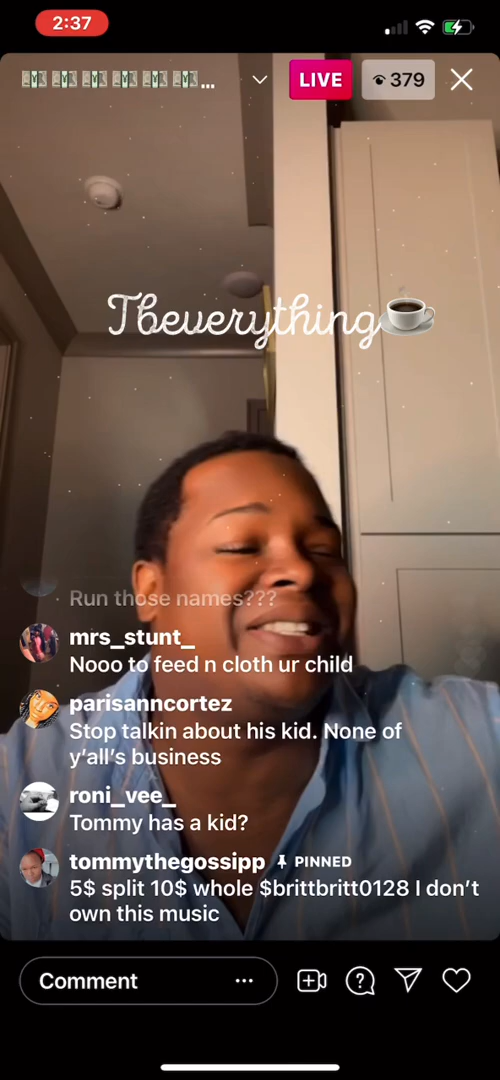 2:37
LIVE
379
Tbeverything
Run those names???
mrs_stunt_
Nooo to feed n cloth ur child
parisanncortez
Stop talkin about his kid. None of
y'all's business
roni_vee_
Tommy has a kid?
tommythegossipp PINNED
5$ split 10$ whole $brittbritt0128 I don't
own this music
Comment